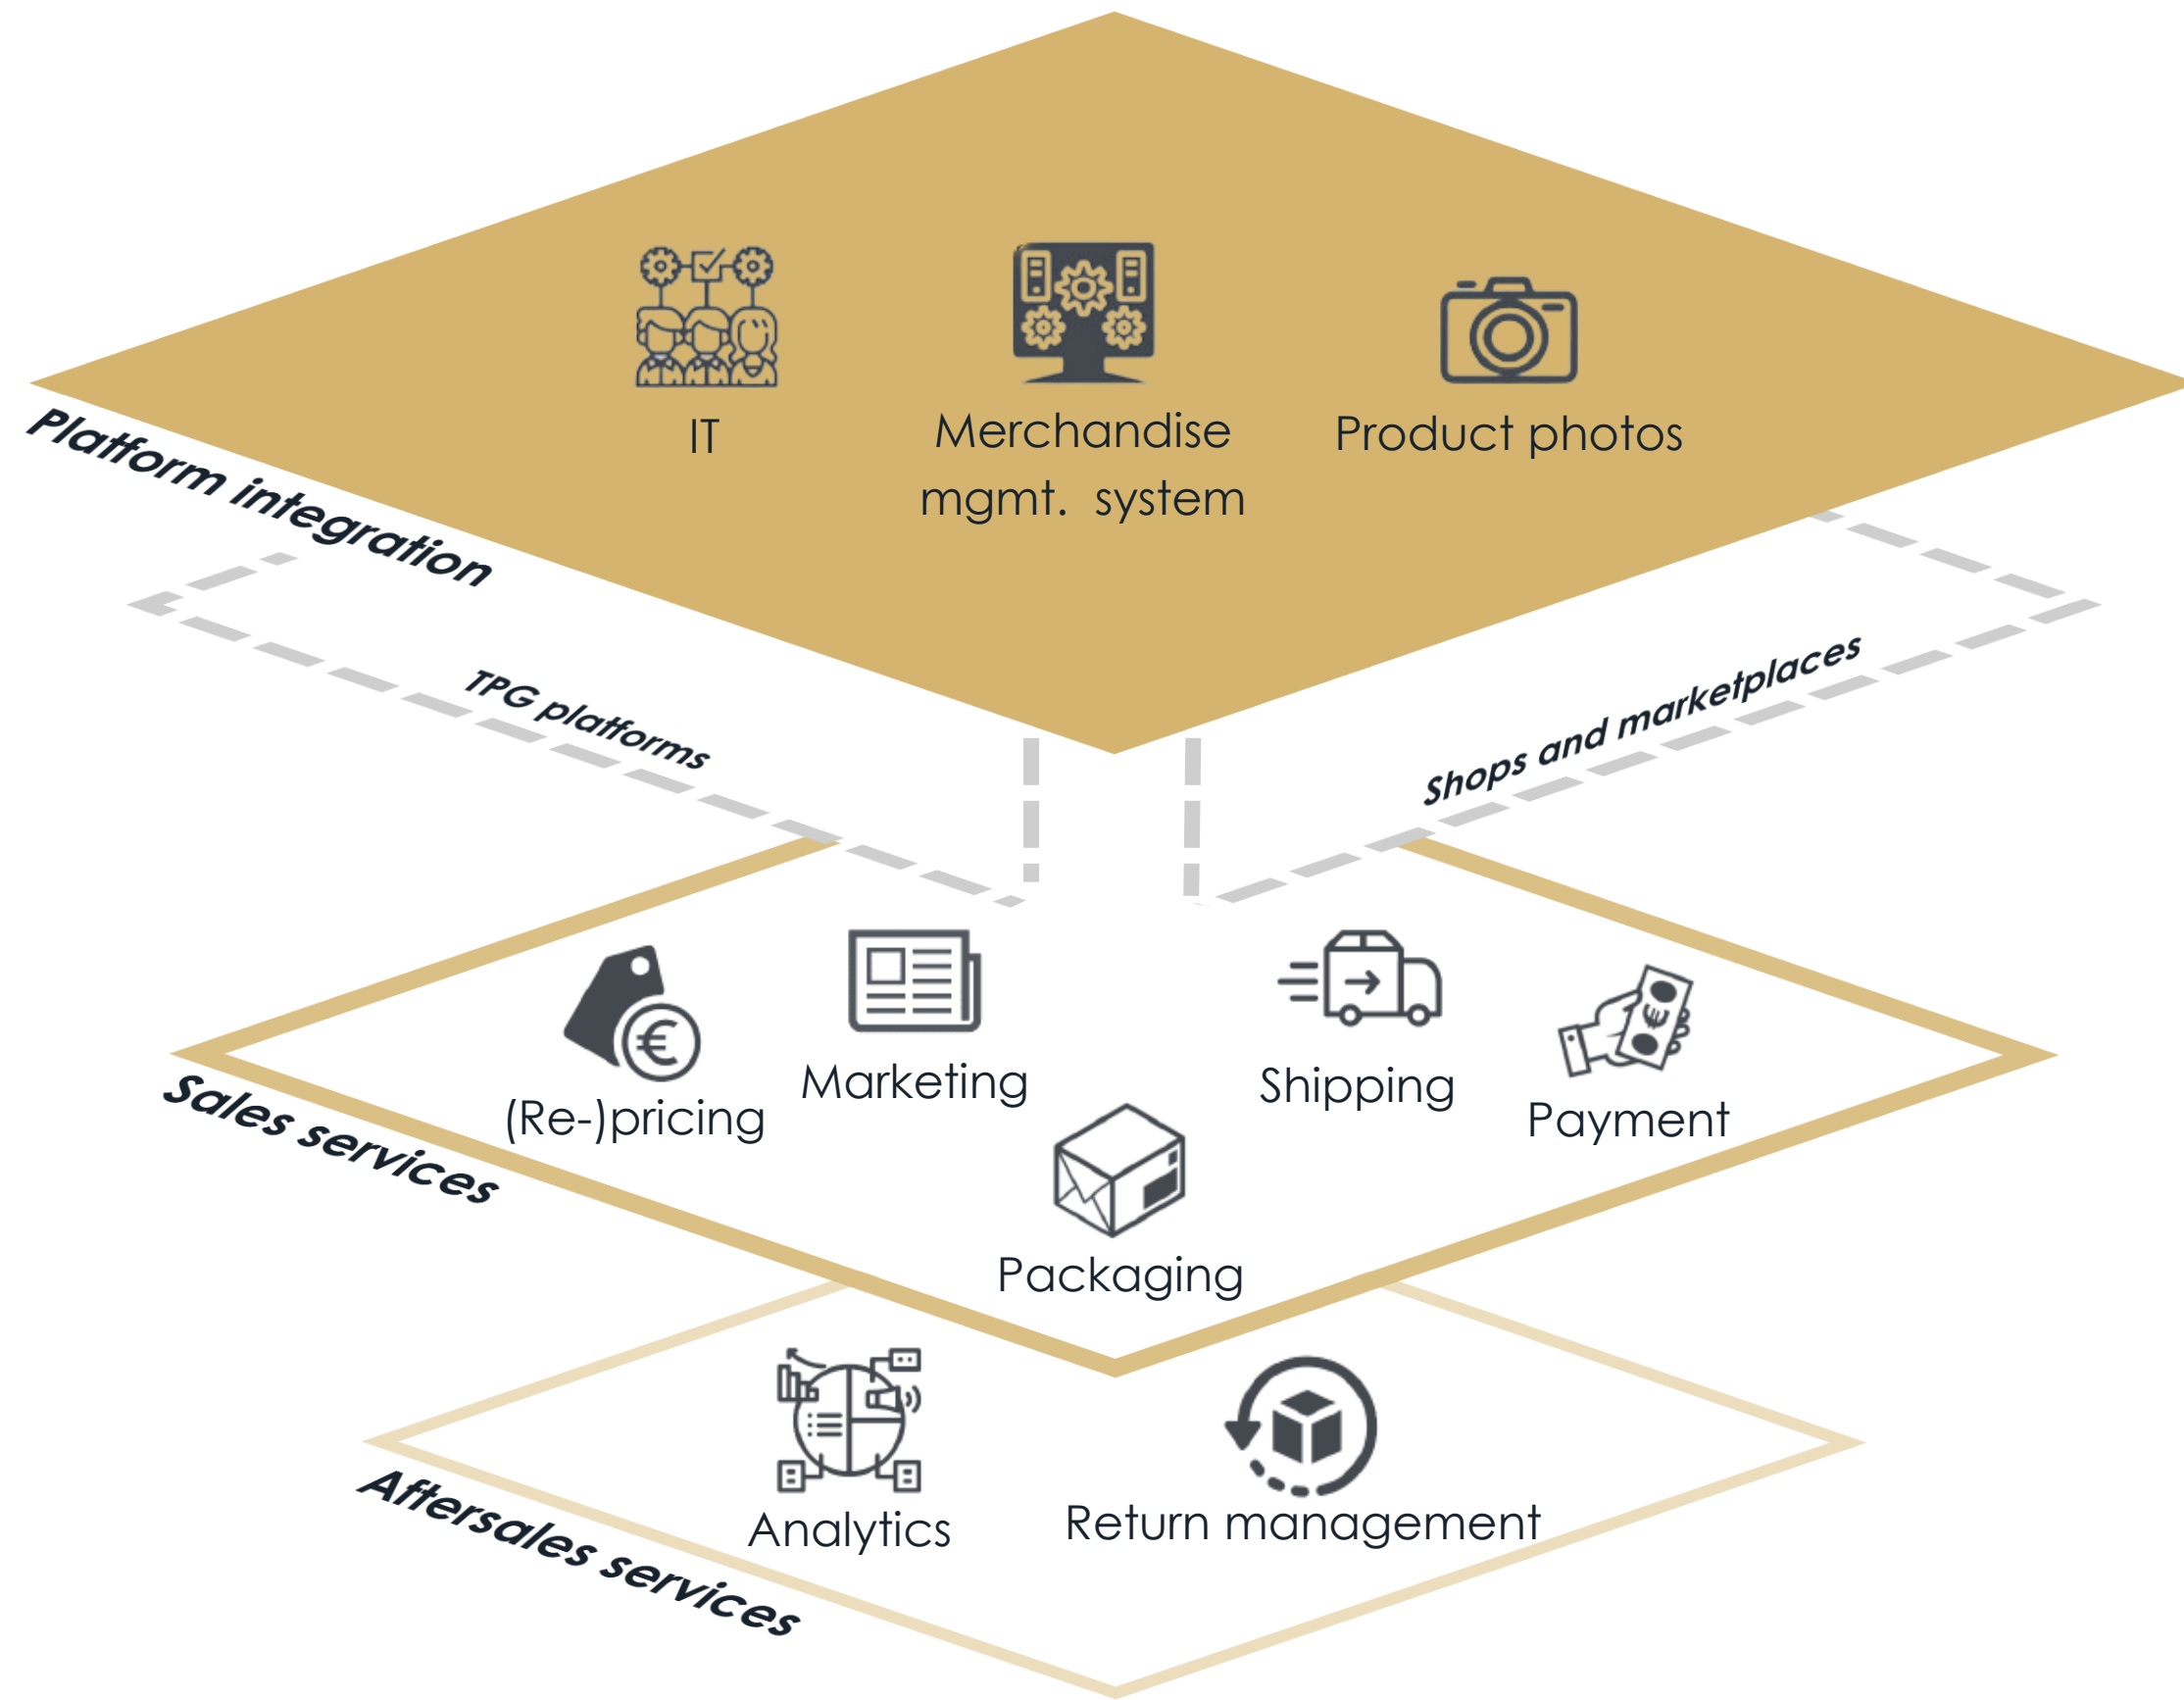 IT
Merchandise
mgmt. system
Product photos
Platform integration
TPG platforms
Shops and marketplaces
(Re-)pricing
Marketing
Shipping
Payment
Packaging
Sales services
Analytics
Return management
Aftersales services